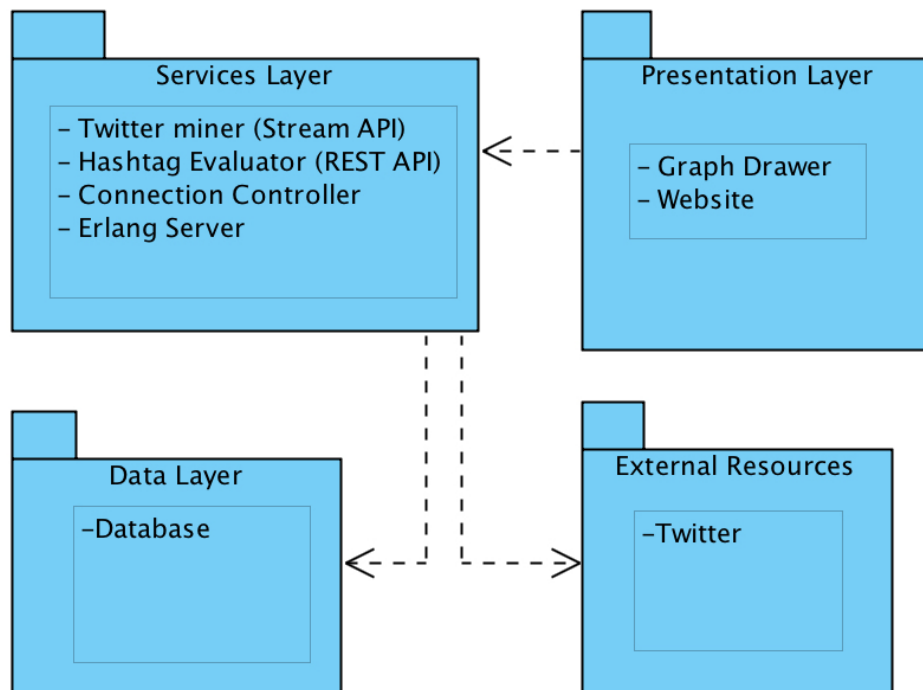 Services Layer
– Twitter miner (Stream API)
– Hashtag Evaluator (REST API)
– Connection Controller
– Erlang Server
Presentation Layer
– Graph Drawer
– Website
Data Layer
–Database
External Resources
–Twitter